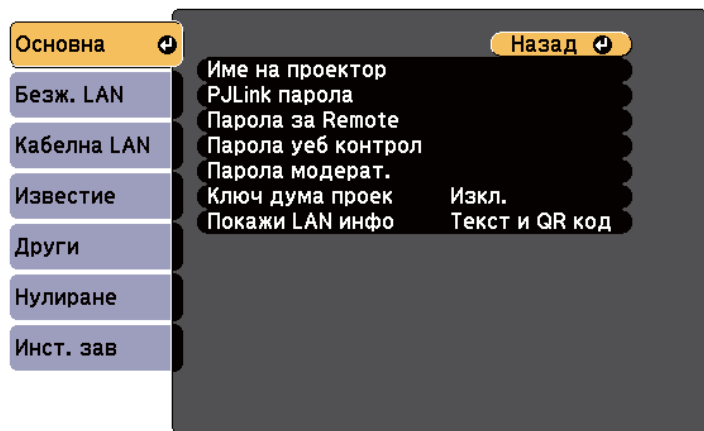 Основна
Безж. LAN
Кабелна LAN
Известие
Други
Нулиране
Инст. зав
Назад
Име на проектор
PJLink парола
Парола за Remote
Парола уеб контрол
Парола модерат.
Ключ дума проек Изкл.
Покажи LAN инфо Текст и QR код